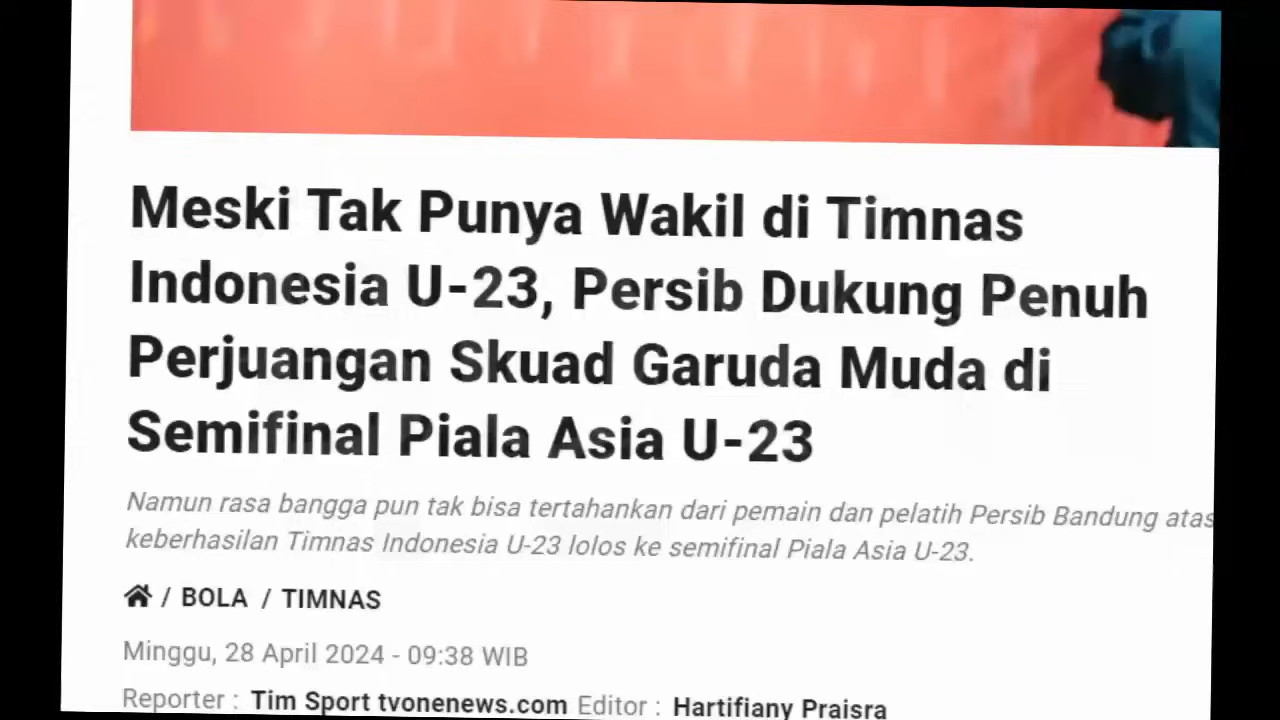 Meski Tak Punya Wakil di Timnas
Indonesia U-23, Persib Dukung Penuh
Perjuangan Skuad Garuda Muda di
Semifinal Piala Asia U-23
Namun rasa bangga pun tak bisa tertahankan dari pemain dan pelatih Persib Bandung atas
keberhasilan Timnas Indonesia U-23 lolos ke semifinal Piala Asia U-23.
/ BOLA / TIMNAS
Minggu, 28 April 2024 - 09:38 WIB
Reporter : Tim Sport tvonenews.com Editor : Hartifiany Praisra